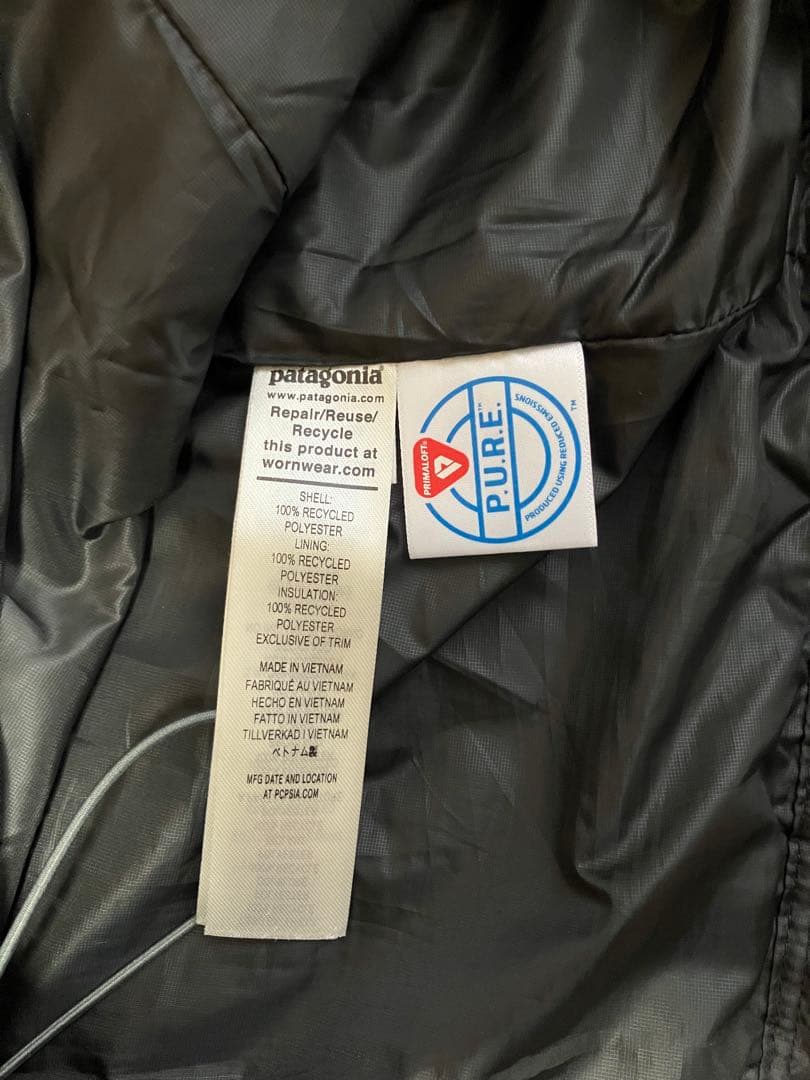 patagonia®
www.patagonia.com
Repair/Reuse/
Recycle
this product at
wornwear.com
SHELL:
100% RECYCLED
POLYESTER
LINING:
100% RECYCLED
POLYESTER
INSULATION:
100% RECYCLED
POLYESTER
EXCLUSIVE OF TRIM
MADE IN VIETNAM
FABRIQUÉ AU VIETNAM
HECHO EN VIETNAM
FATTO IN VIETNAM
TILLVERKAD I VIETNAM
ベトナム製
MFG DATE AND LOCATION
AT PCPSIA.COM
PRIMALOFT®
P.U.R.E.™
PRODUCED USING REDUCED EMISSIONS™